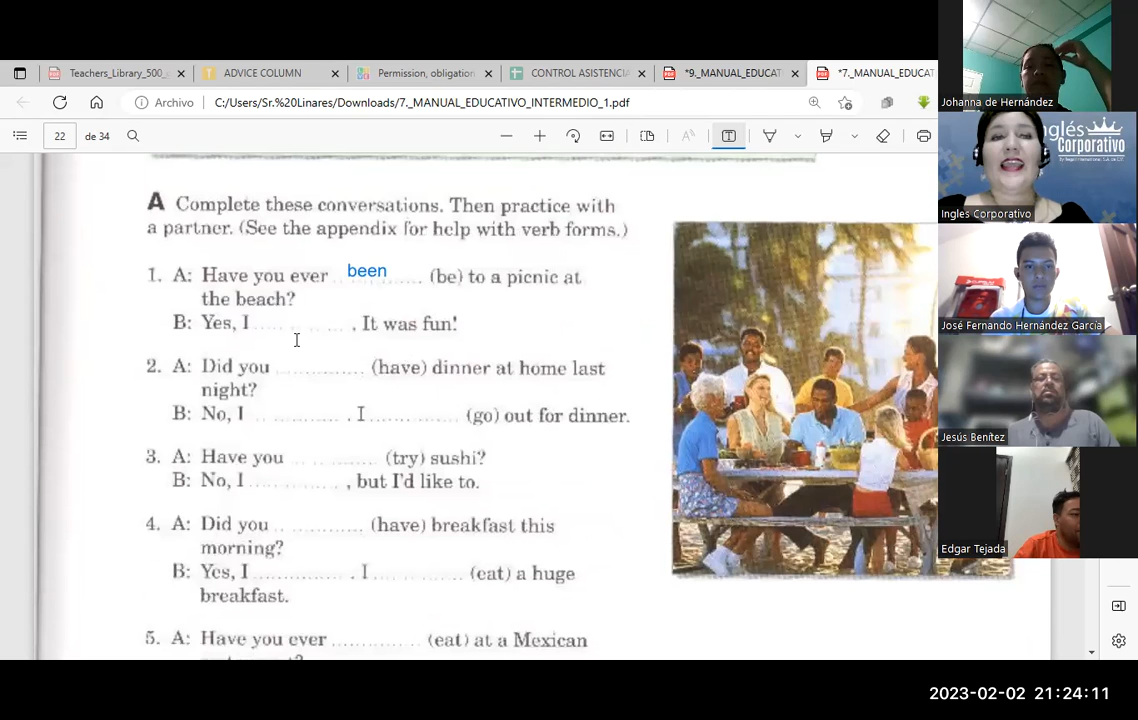 Teachers_Library_500_
ADVICE COLUMN
Permission, obligation
CONTROL ASISTENCIA
*9._MANUAL_EDUCAT
*7._MANUAL_EDUCAT
Archivo
C:/Users/Sr.%20Linares/Downloads/7._MANUAL_EDUCATIVO_INTERMEDIO_1.pdf
22 de 34
A Complete these conversations. Then practice with
a partner. (See the appendix for help with verb forms.)
1. A: Have you ever been (be) to a picnic at
the beach?
B: Yes, I ............. . It was fun!
2. A: Did you ............. (have) dinner at home last
night?
B: No, I ............. . I ............. (go) out for dinner.
3. A: Have you ............. (try) sushi?
B: No, I ............. , but I'd like to.
4. A: Did you ............. (have) breakfast this
morning?
B: Yes, I ............. . I ............. (eat) a huge
breakfast.
5. A: Have you ever ............. (eat) at a Mexican
Johanna de Hernández
Inglés
Corporativo
Ingles Corporativo
José Fernando Hernández García
Jesús Benítez
Edgar Tejada
2023-02-02 21:24:11